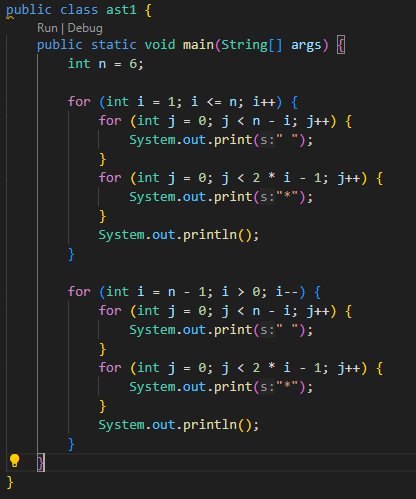 public class ast1 {
Run | Debug
public static void main(String[] args) {
int n = 6;
for (int i = 1; i <= n; i++) {
for (int j = 0; j < n - i; j++) {
System.out.print(s:" ");
}
for (int j = 0; j < 2 * i - 1; j++) {
System.out.print(s:"*");
}
System.out.println();
}
for (int i = n - 1; i > 0; i--) {
for (int j = 0; j < n - i; j++) {
System.out.print(s:" ");
}
for (int j = 0; j < 2 * i - 1; j++) {
System.out.print(s:"*");
}
System.out.println();
}
}
}